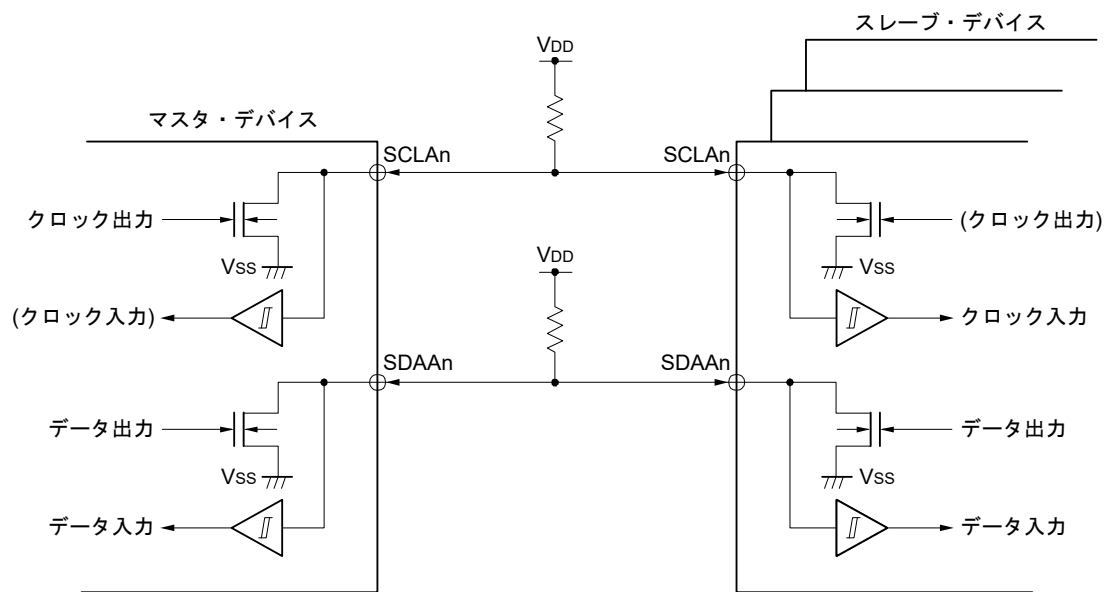 スレーブ・デバイス
VDD
マスタ・デバイス
SCLAn
SCLAn
クロック出力
(クロック出力)
VSS
VSS
VDD
(クロック入力)
クロック入力
SDAAn
SDAAn
データ出力
データ出力
VSS
VSS
データ入力
データ入力